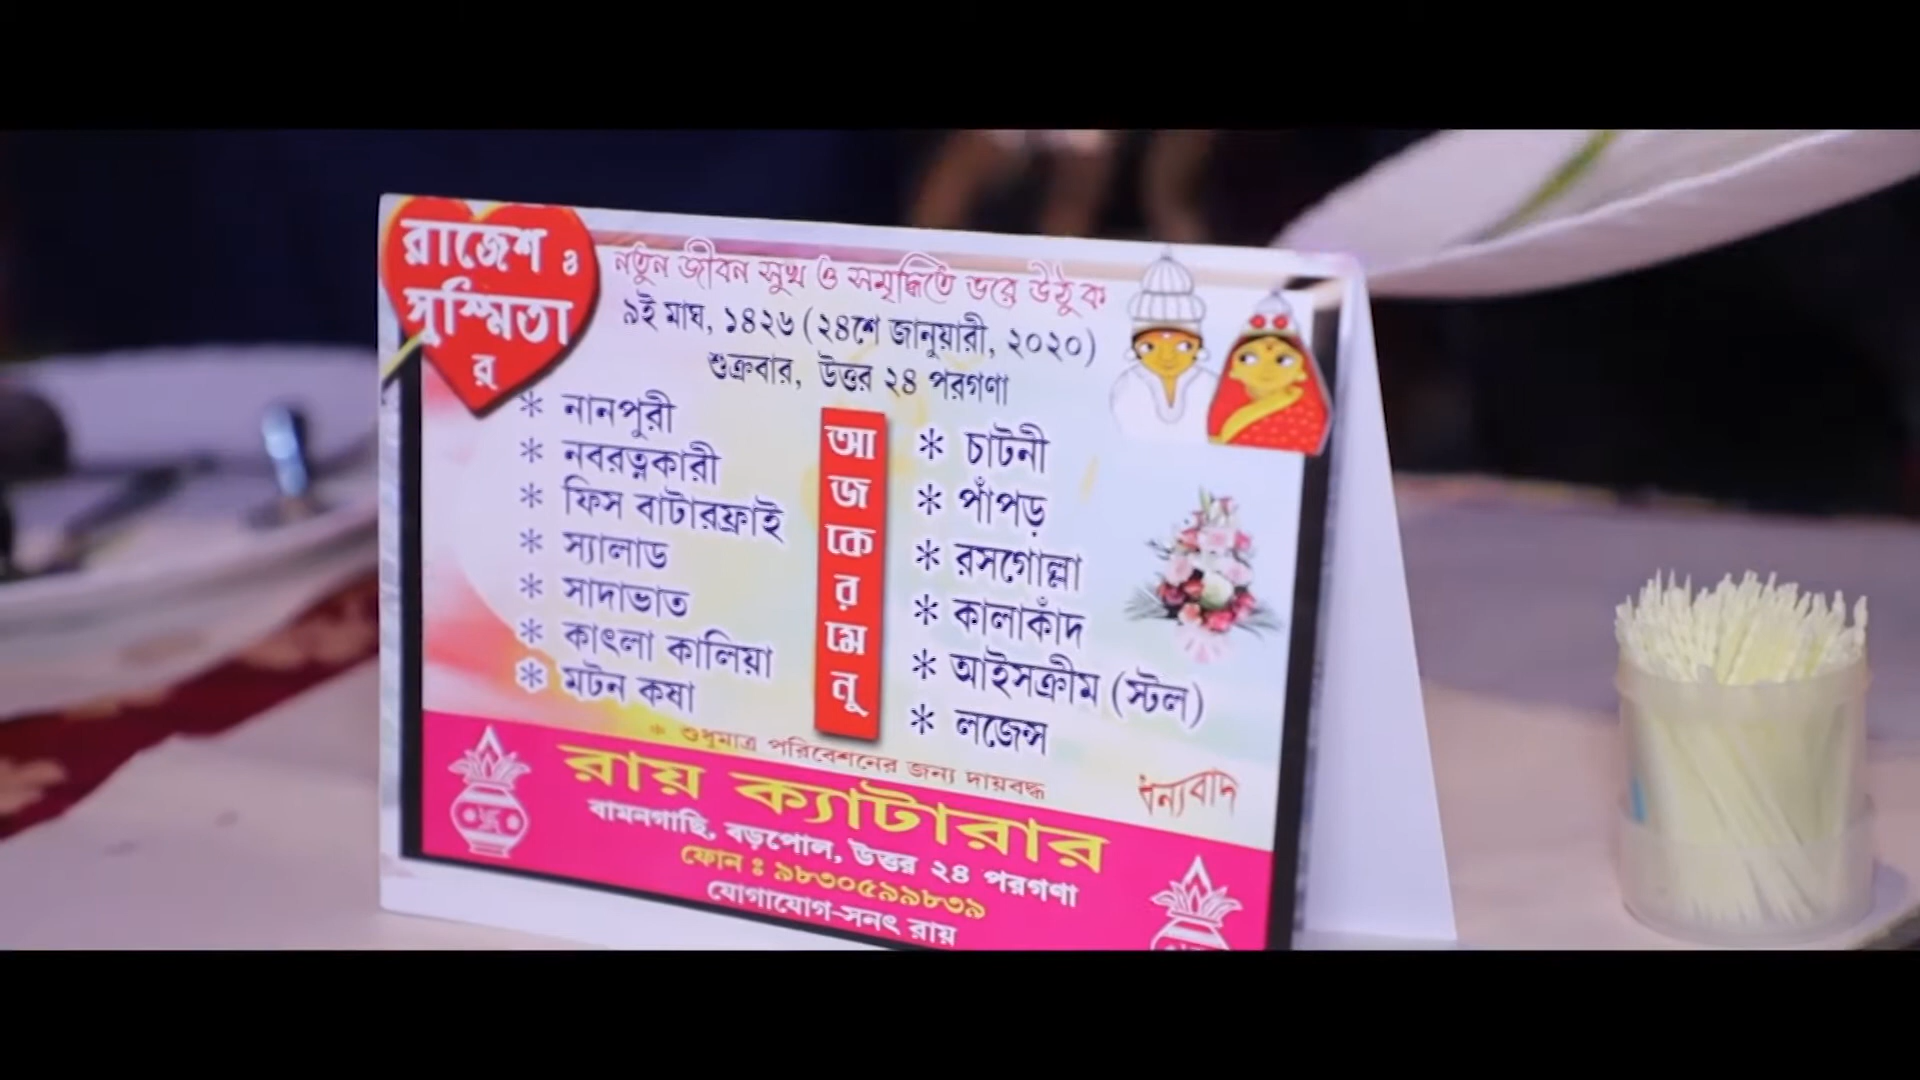 রাজেশ ঃ
সুস্মিতা
র
নতুন জীবন সুখ ও সমৃদ্ধিতে ভরে উঠুক
৯ই মাঘ, ১৪২৬ (২৪শে জানুয়ারী, ২০২০)
শুক্রবার, উত্তর ২৪ পরগণা
* নানপুরী
* নবরত্নকারী
* ফিস বাটারফ্রাই
* স্যালাড
* সাদাভাত
* কাৎলা কালিয়া
* মটন কষা
আ
জ
কে
র
মে
নু
* চাটনী
* পাঁপড়
* রসগোল্লা
* কালাকাঁদ
* আইসক্রীম (স্টল)
* লজেন্স
* শুধুমাত্র পরিবেশনের জন্য দায়বদ্ধ
ধন্যবাদ
রায় ক্যাটারার
বামনগাছি, বড়পোল, উত্তর ২৪ পরগণা
ফোন ঃ ৯৮৩০৫৯৯৮৩৯
যোগাযোগ-সনৎ রায়